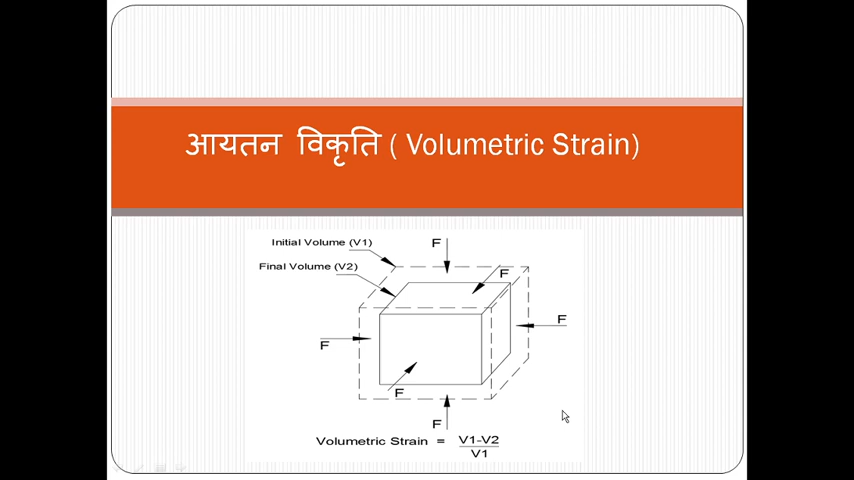 आयतन विकृति ( Volumetric Strain)
Initial Volume (V1)
F
Final Volume (V2)
F
F
F
F
F
Volumetric Strain = V1-V2
V1